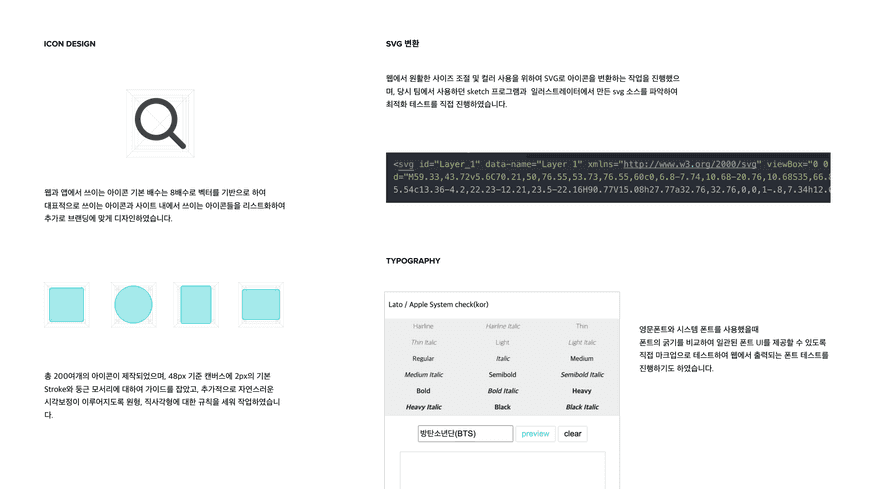 ICON DESIGN
웹과 앱에서 쓰이는 아이콘 기본 배수는 8배수로 벡터를 기반으로 하여
대표적으로 쓰이는 아이콘과 사이트 내에서 쓰이는 아이콘들을 리스트화하여
추가로 브랜딩에 맞게 디자인하였습니다.
총 200여개의 아이콘이 제작되었으며, 48px 기준 캔버스에 2px의 기본
Stroke와 둥근 모서리에 대하여 가이드를 잡았고, 추가적으로 자연스러운
시각보정이 이루어지도록 원형, 직사각형에 대한 규칙을 세워 작업하였습니
다.
SVG 변환
웹에서 원활한 사이즈 조절 및 컬러 사용을 위하여 SVG로 아이콘을 변환하는 작업을 진행했으
며, 당시 팀에서 사용하던 sketch 프로그램과 일러스트레이터에서 만든 svg 소스를 파악하여
최적화 테스트를 직접 진행하였습니다.
<svg id="Layer_1" data-name="Layer 1" xmlns="http://www.w3.org/2000/svg" viewBox="0 0
d="M59.33,43.72v5.6C70.21,50,76.55,53.73,76.55,60c0,6.8-7.74,10.68-20.76,10.68S35,66.
5.54c13.36-4.2,22.23-12.21,23.5-22.16H90.77V15.08h27.77a32.76,32.76,0,0,1-.8,7.34h12.
TYPOGRAPHY
Lato / Apple System check(kor)
Hairline Hairline Italic Thin
Thin Italic Light Light Italic
Regular Italic Medium
Medium Italic Semibold Semibold Italic
Bold Bold Italic Heavy
Heavy Italic Black Black Italic
방탄소년단(BTS) preview clear
영문폰트와 시스템 폰트를 사용했을때
폰트의 굵기를 비교하여 일관된 폰트 UI를 제공할 수 있도록
직접 마크업으로 테스트하여 웹에서 출력되는 폰트 테스트를
진행하기도 하였습니다.